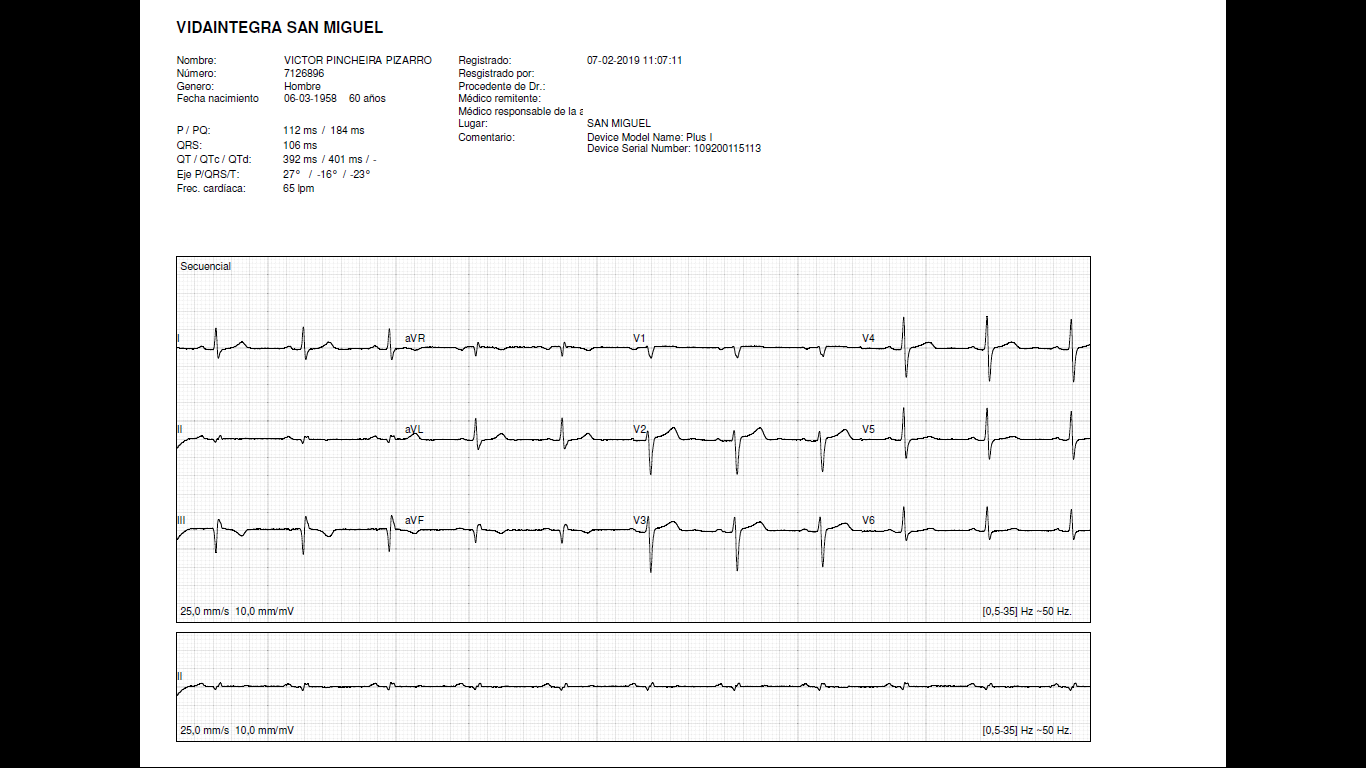 VIDAINTEGRA SAN MIGUEL
Nombre: VICTOR PINCHEIRA PIZARRO
Número: 7126896
Genero: Hombre
Fecha nacimiento 06-03-1958 60 años
P / PQ: 112 ms / 184 ms
QRS: 106 ms
QT / QTc / QTd: 392 ms / 401 ms / -
Eje P/QRS/T: 27° / -16° / -23°
Frec. cardíaca: 65 lpm
Registrado: 07-02-2019 11:07:11
Resgistrado por:
Procedente de Dr.:
Médico remitente:
Médico responsable de la a
Lugar: SAN MIGUEL
Comentario: Device Model Name: Plus I
Device Serial Number: 109200115113
Secuencial
I aVR V1 V4
II aVL V2 V5
III aVF V3 V6
25,0 mm/s 10,0 mm/mV [0,5-35] Hz ~50 Hz.
II
25,0 mm/s 10,0 mm/mV [0,5-35] Hz ~50 Hz.